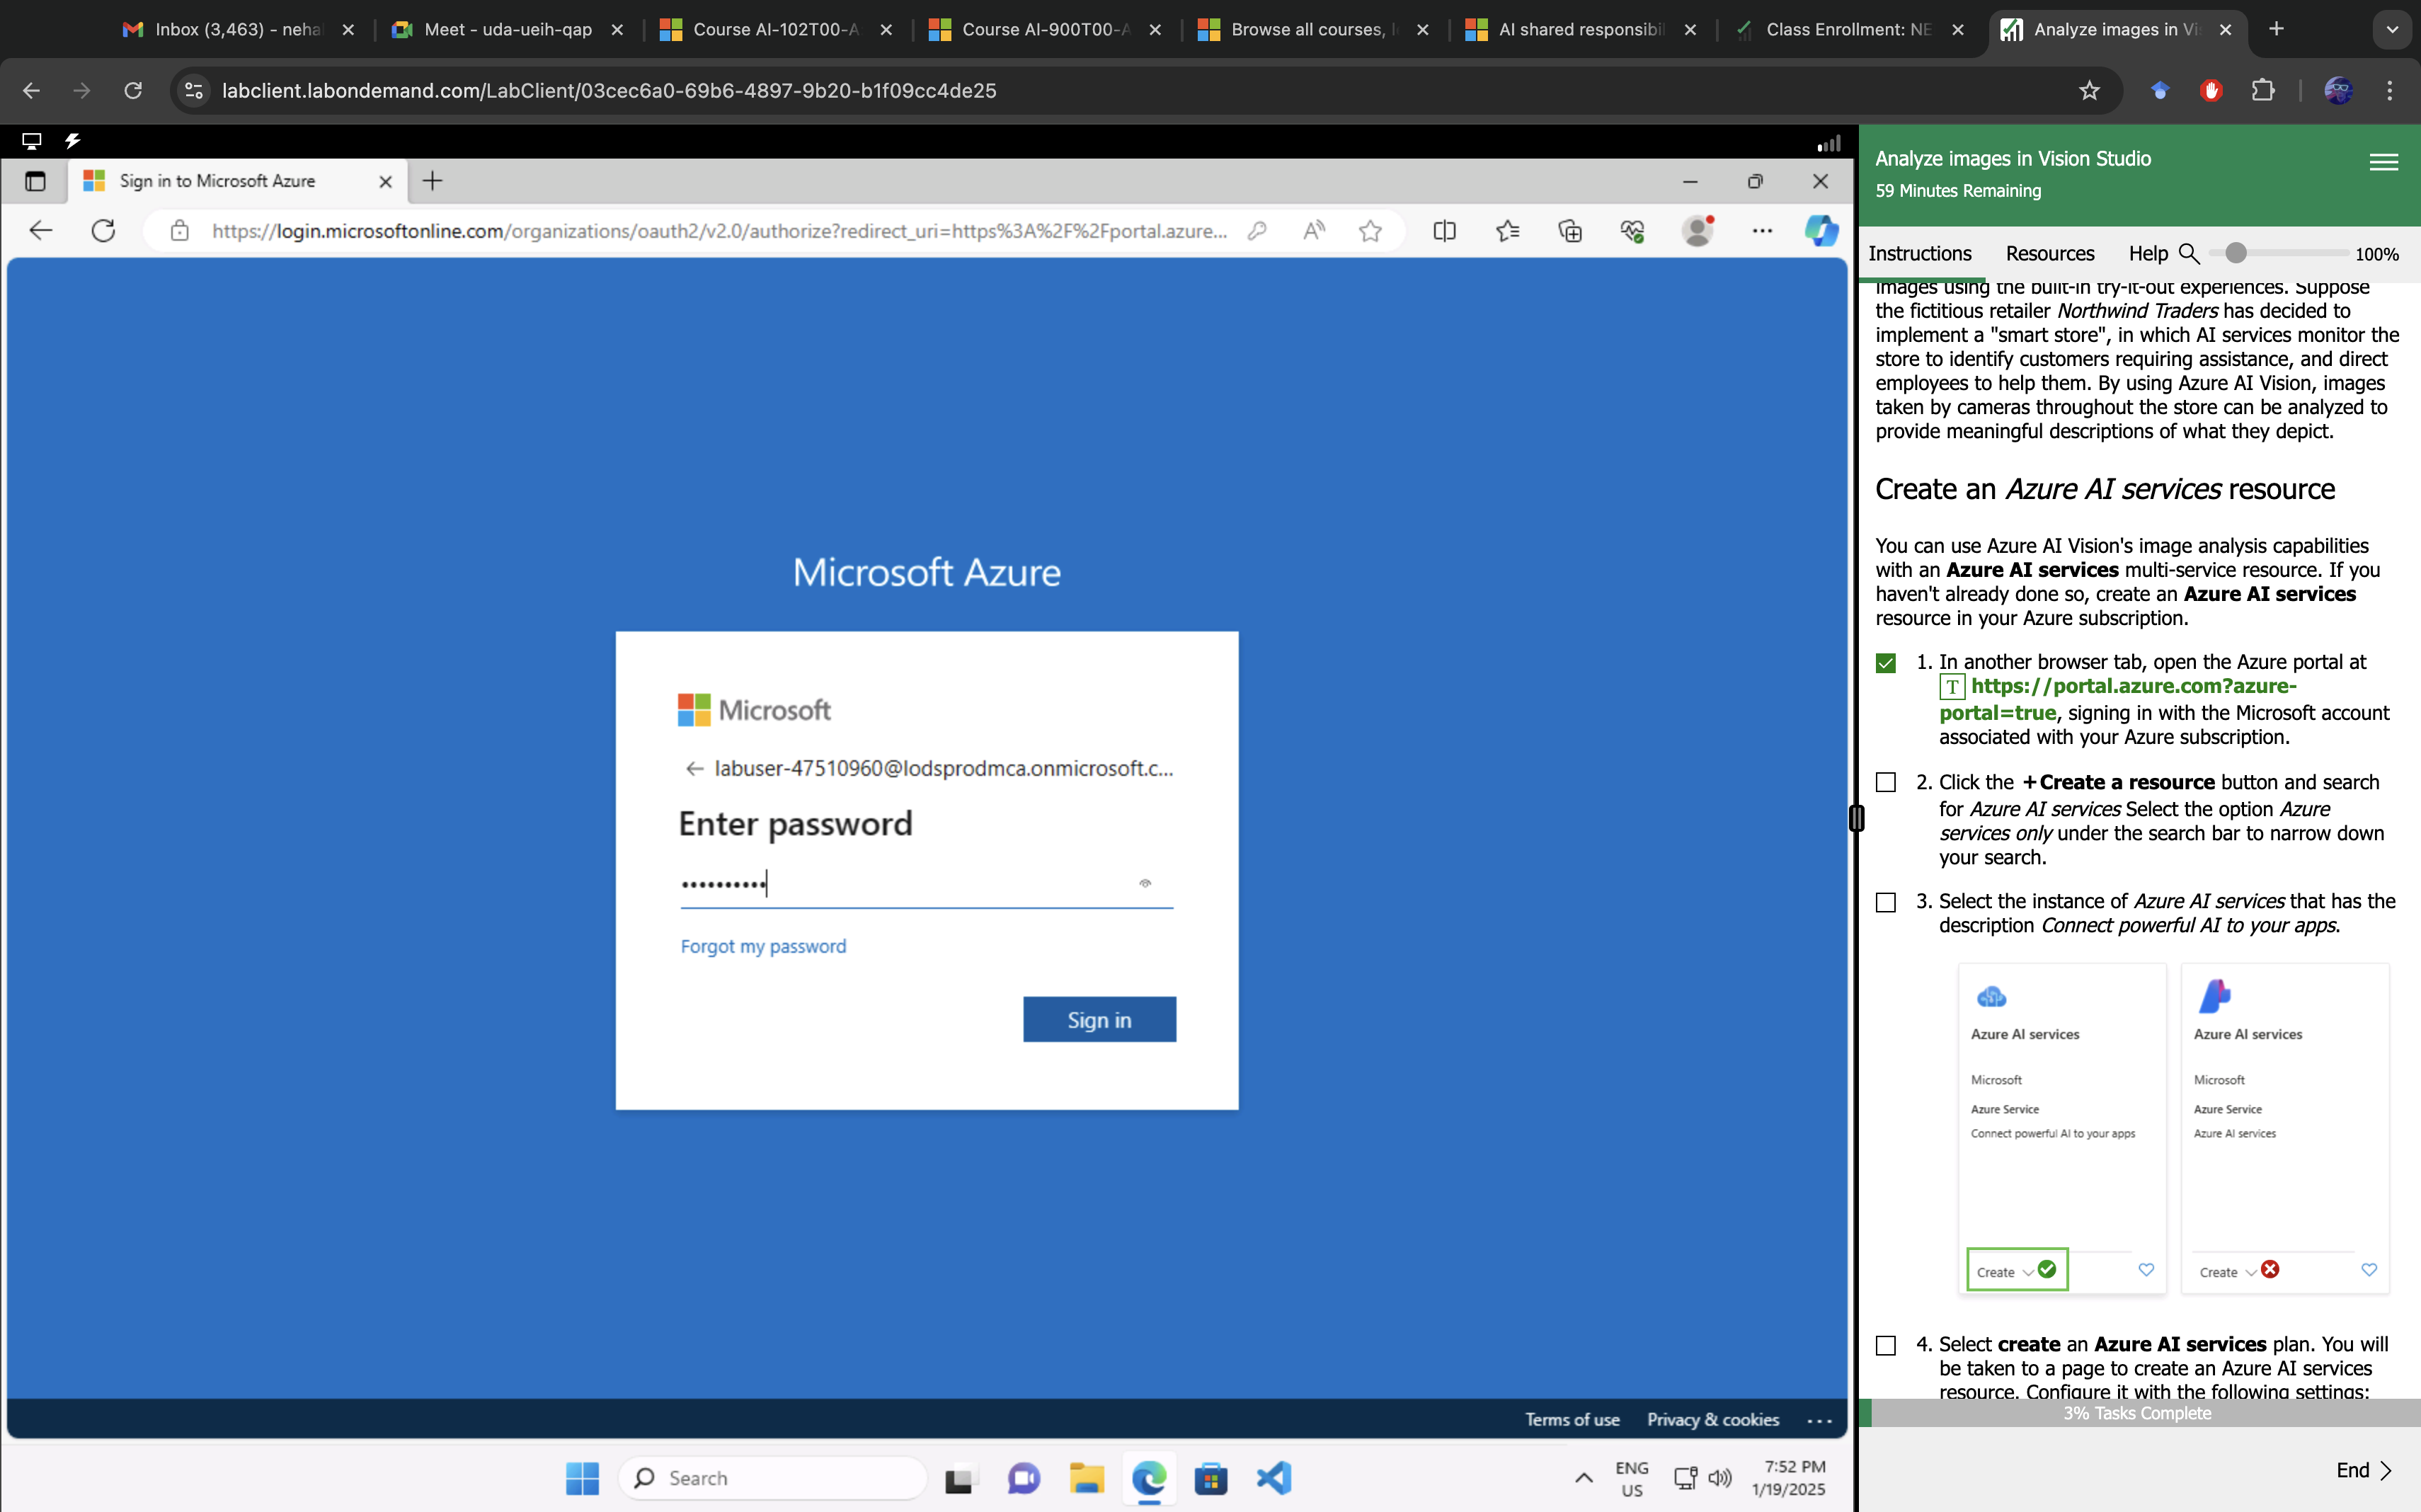 Inbox (3,463) - neha
Meet - uda-ueih-qap
Course AI-102T00-A
Course AI-900T00-A
Browse all courses, l
AI shared responsibil
Class Enrollment: NE
Analyze images in Vi
labclient.labondemand.com/LabClient/03cec6a0-69b6-4897-9b20-b1f09cc4de25
Sign in to Microsoft Azure
https://login.microsoftonline.com/organizations/oauth2/v2.0/authorize?redirect_uri=https%3A%2F%2Fportal.azure...
Microsoft Azure
Microsoft
labuser-47510960@lodsprodmca.onmicrosoft.c...
Enter password
Forgot my password
Sign in
Terms of use
Privacy & cookies
Search
ENG
US
7:52 PM
1/19/2025
Analyze images in Vision Studio
59 Minutes Remaining
Instructions
Resources
Help
100%
images using the built-in try-it-out experiences. Suppose
the fictitious retailer Northwind Traders has decided to
implement a "smart store", in which AI services monitor the
store to identify customers requiring assistance, and direct
employees to help them. By using Azure AI Vision, images
taken by cameras throughout the store can be analyzed to
provide meaningful descriptions of what they depict.
Create an Azure AI services resource
You can use Azure AI Vision's image analysis capabilities
with an Azure AI services multi-service resource. If you
haven't already done so, create an Azure AI services
resource in your Azure subscription.
1. In another browser tab, open the Azure portal at
T https://portal.azure.com?azure-
portal=true, signing in with the Microsoft account
associated with your Azure subscription.
2. Click the +Create a resource button and search
for Azure AI services Select the option Azure
services only under the search bar to narrow down
your search.
3. Select the instance of Azure AI services that has the
description Connect powerful AI to your apps.
Azure AI services
Microsoft
Azure Service
Connect powerful AI to your apps
Create
Azure AI services
Microsoft
Azure Service
Azure AI services
Create
4. Select create an Azure AI services plan. You will
be taken to a page to create an Azure AI services
resource. Configure it with the following settings:
3% Tasks Complete
End